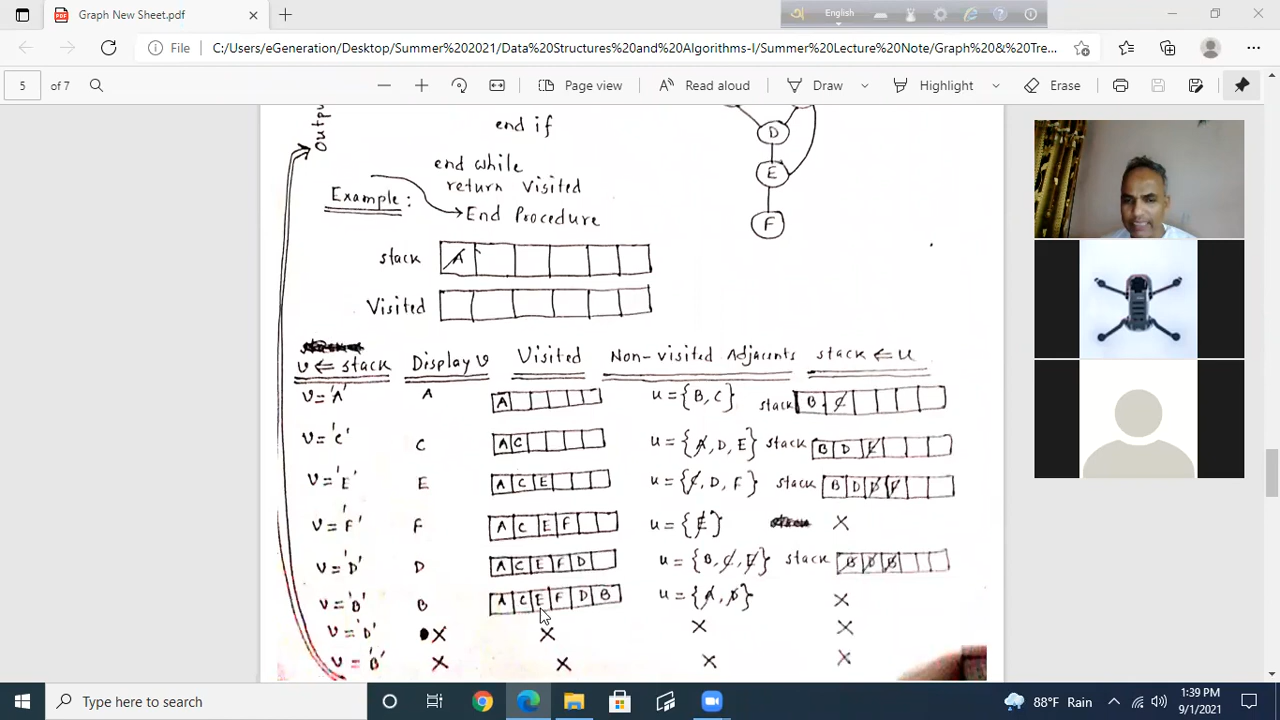 Graph New Sheet.pdf
English
File
C:/Users/eGeneration/Desktop/Summer%202021/Data%20Structures%20and%20Algorithms-I/Summer%20Lecture%20Note/Graph%20&%20Tre...
5 of 7
Page view
Read aloud
Draw
Highlight
Erase
Outpu
end if
end while
return Visited
Example:
End Procedure
D
E
F
stack A
Visited
v ⇐ stack Display v Visited Non-visited Adjacents stack ⇐ u
v='A' A A u={B,C} stack B C
v='C' C A C u={A,D,E} stack B D E
v='E' E A C E u={C,D,F} stack B D D F
v='F' F A C E F u={E} X
v='D' D A C E F D u={B,C,E} stack B D B
v='B' B A C E F D B u={A,D} X
v='D' X X X X
v='B' X X X X
Type here to search
88°F Rain
1:39 PM
9/1/2021